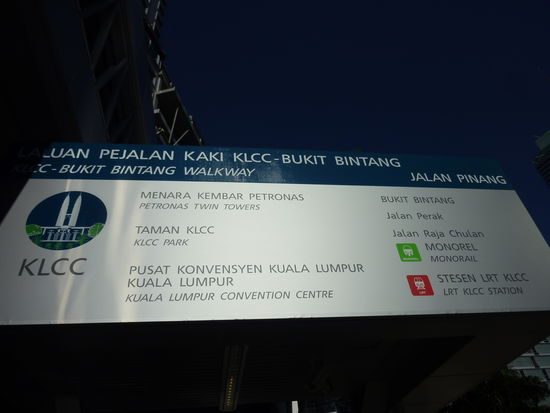 LALUAN PEJALAN KAKI KLCC-BUKIT BINTANG
KLCC-BUKIT BINTANG WALKWAY
JALAN PINANG
KLCC
MENARA KEMBAR PETRONAS
PETRONAS TWIN TOWERS
TAMAN KLCC
KLCC PARK
PUSAT KONVENSYEN KUALA LUMPUR
KUALA LUMPUR
KUALA LUMPUR CONVENTION CENTRE
BUKIT BINTANG
Jalan Perak
Jalan Raja Chulan
MONOREL
MONORAIL
STESEN LRT KLCC
LRT KLCC STATION
LRT